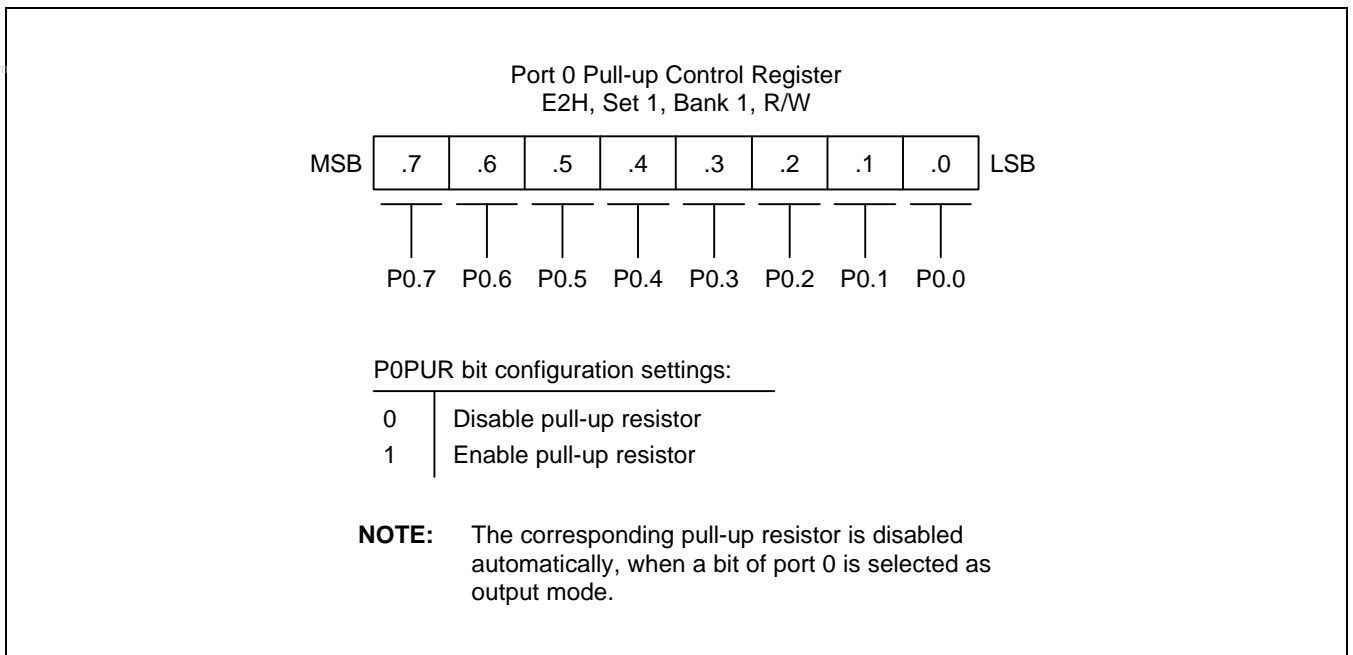 Port 0 Pull-up Control Register
E2H, Set 1, Bank 1, R/W
MSB .7 .6 .5 .4 .3 .2 .1 .0 LSB
P0.7 P0.6 P0.5 P0.4 P0.3 P0.2 P0.1 P0.0
P0PUR bit configuration settings:
0 Disable pull-up resistor
1 Enable pull-up resistor
NOTE: The corresponding pull-up resistor is disabled
automatically, when a bit of port 0 is selected as
output mode.